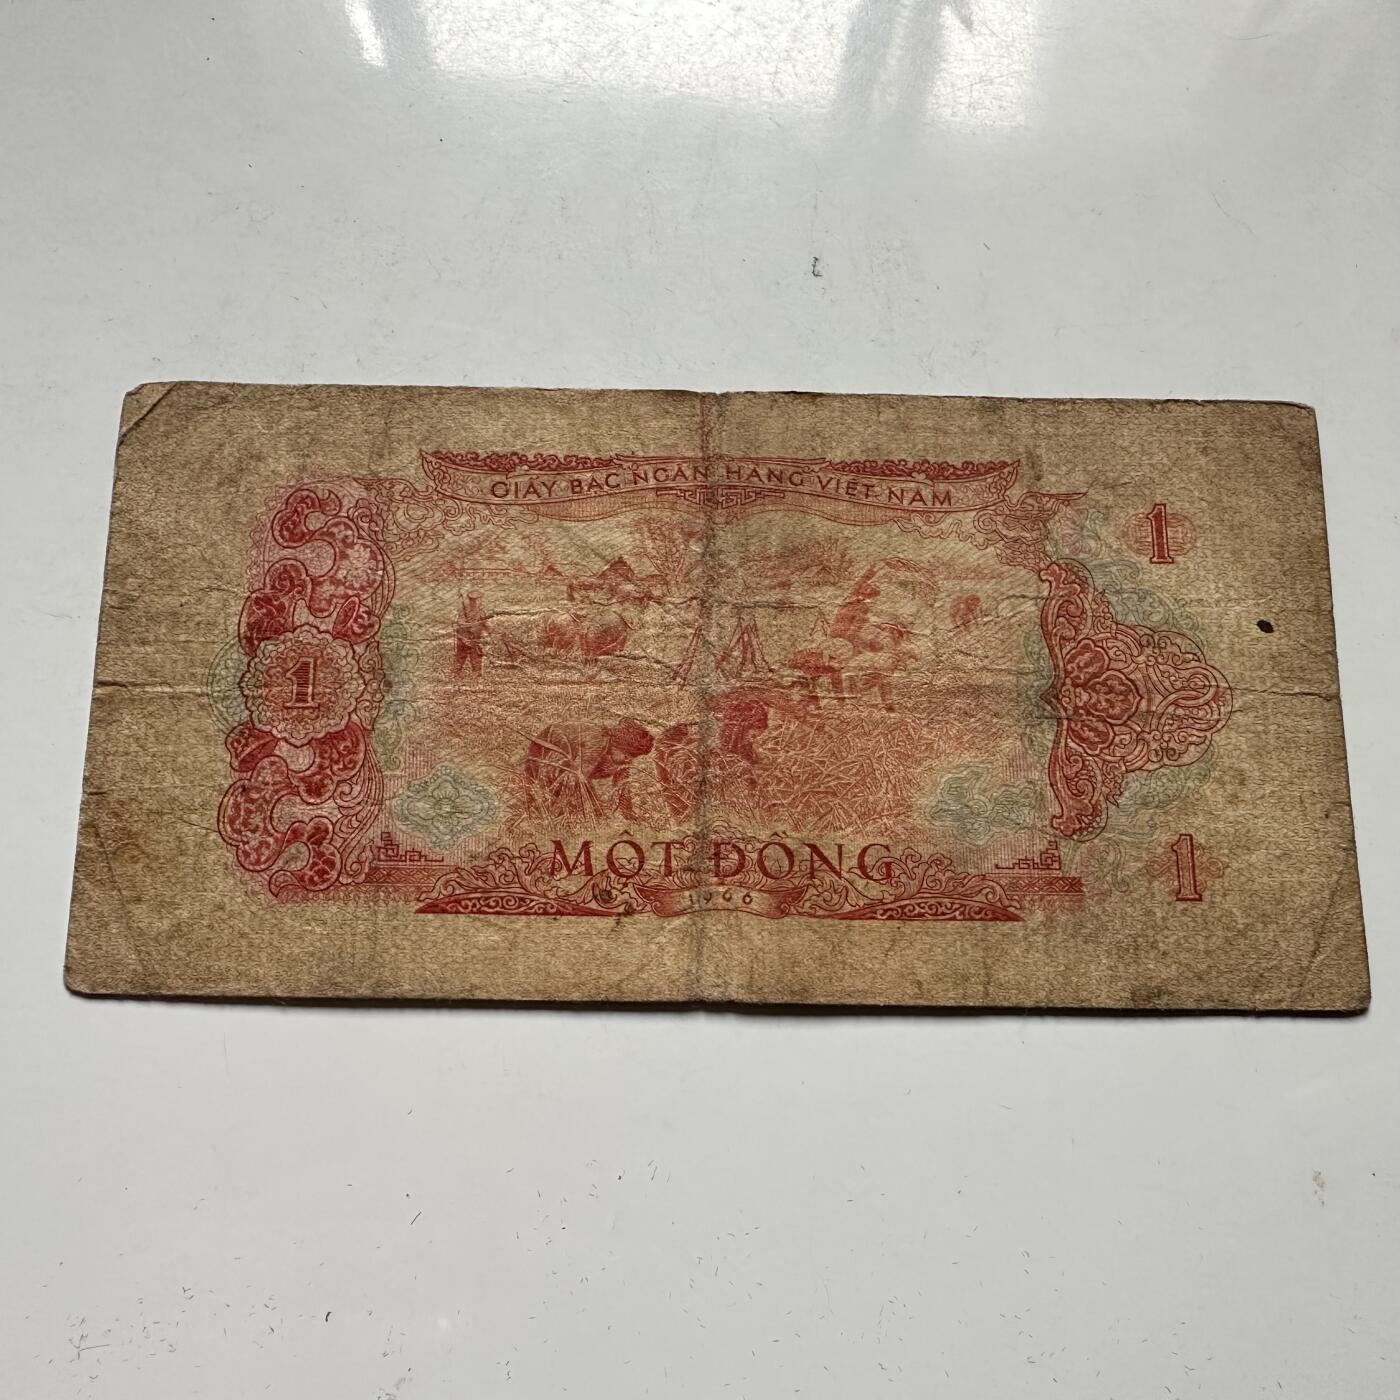 GIẤY BẠC NGÂN HÀNG VIỆT NAM
1
1
MỘT ĐỒNG
1966
1